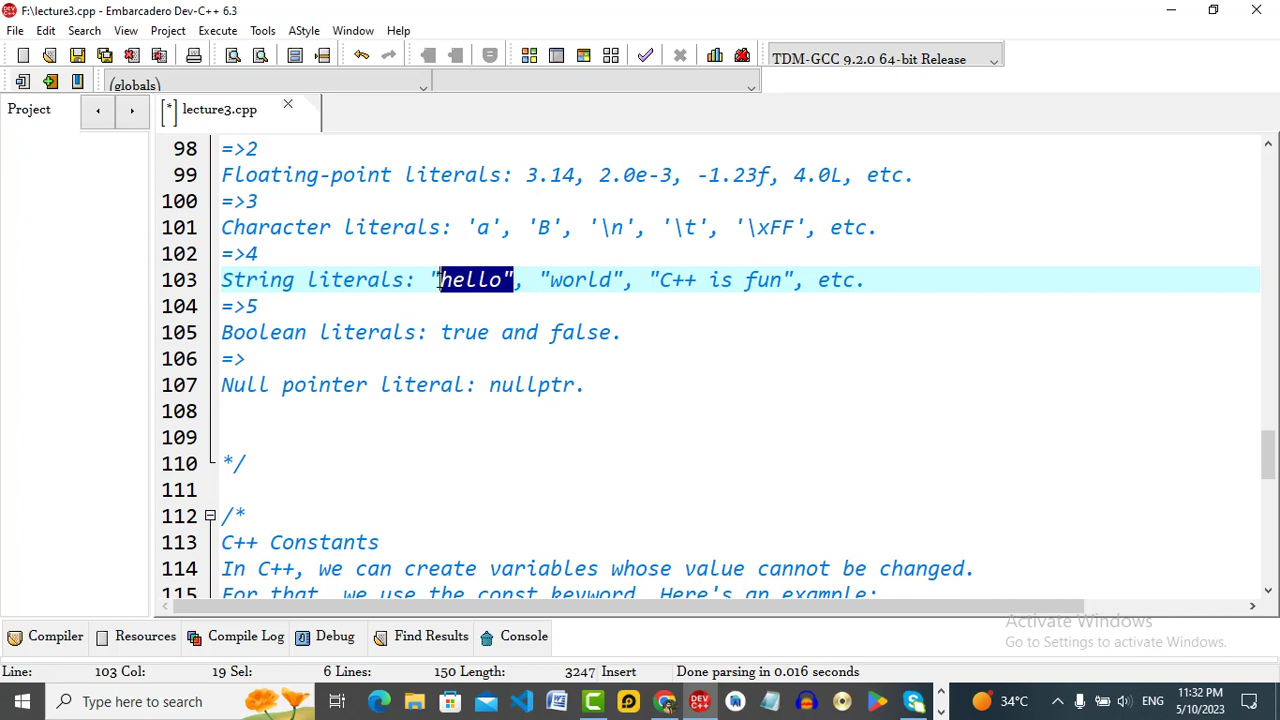 F:\lecture3.cpp - Embarcadero Dev-C++ 6.3
File Edit Search View Project Execute Tools AStyle Window Help
TDM-GCC 9.2.0 64-bit Release
(globals)
Project
[*] lecture3.cpp
98 =>2
99 Floating-point literals: 3.14, 2.0e-3, -1.23f, 4.0L, etc.
100 =>3
101 Character literals: 'a', 'B', '\n', '\t', '\xFF', etc.
102 =>4
103 String literals: "hello", "world", "C++ is fun", etc.
104 =>5
105 Boolean literals: true and false.
106 =>
107 Null pointer literal: nullptr.
108
109
110 */
111
112 /*
113 C++ Constants
114 In C++, we can create variables whose value cannot be changed.
115 For that, we use the const keyword. Here's an example:
Activate Windows
Go to Settings to activate Windows.
Compiler Resources Compile Log Debug Find Results Console
Line: 103 Col: 19 Sel: 6 Lines: 150 Length: 3247 Insert Done parsing in 0.016 seconds
Type here to search
34°C
ENG
11:32 PM
5/10/2023